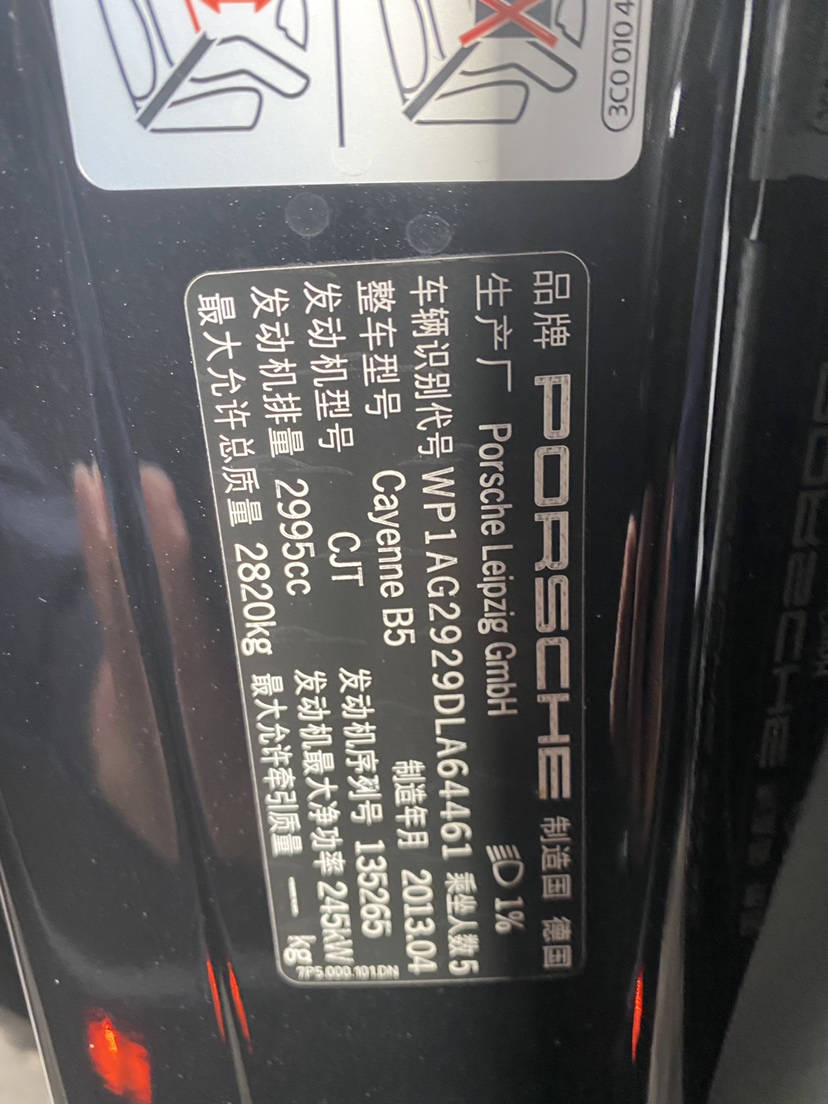 3C0 010 4
品牌 PORSCHE 制造国 德国
生产厂 Porsche Leipzig GmbH 1%
车辆识别代号 WP1AG2929DLA64461 乘坐人数 5
整车型号 Cayenne B5 制造年月 2013.04
发动机型号 CJT 发动机序列号 135265
发动机排量 2995cc 发动机最大净功率 245kW
最大允许总质量 2820kg 最大允许牵引质量 — kg
7P5.000.101.DN